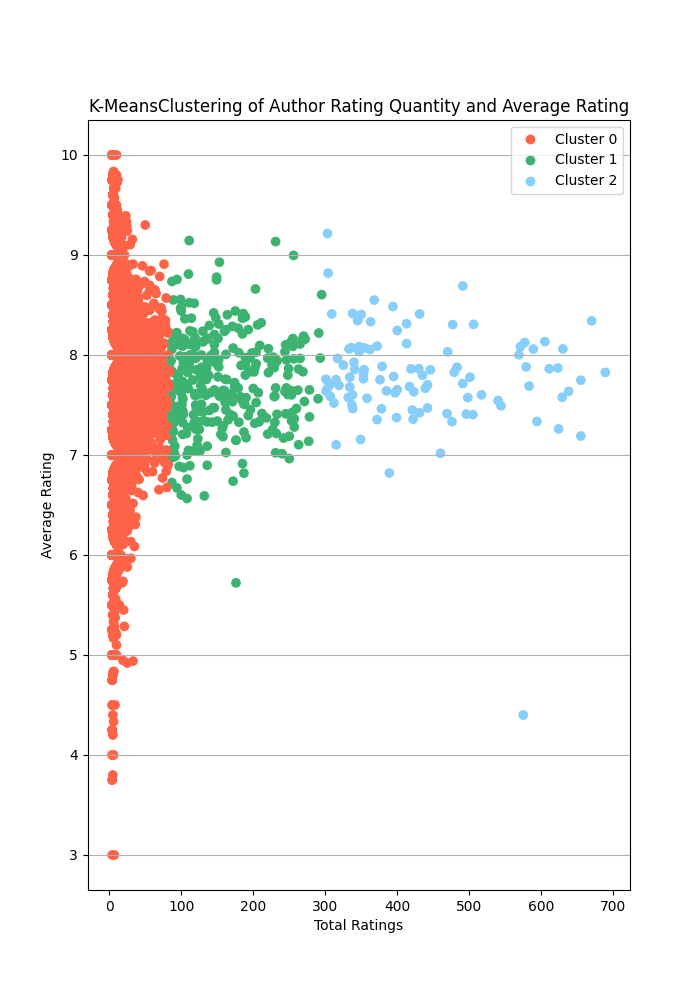 K-MeansClustering of Author Rating Quantity and Average Rating
Cluster 0
Cluster 1
Cluster 2
10
9
8
7
6
5
4
3
Average Rating
0 100 200 300 400 500 600 700
Total Ratings